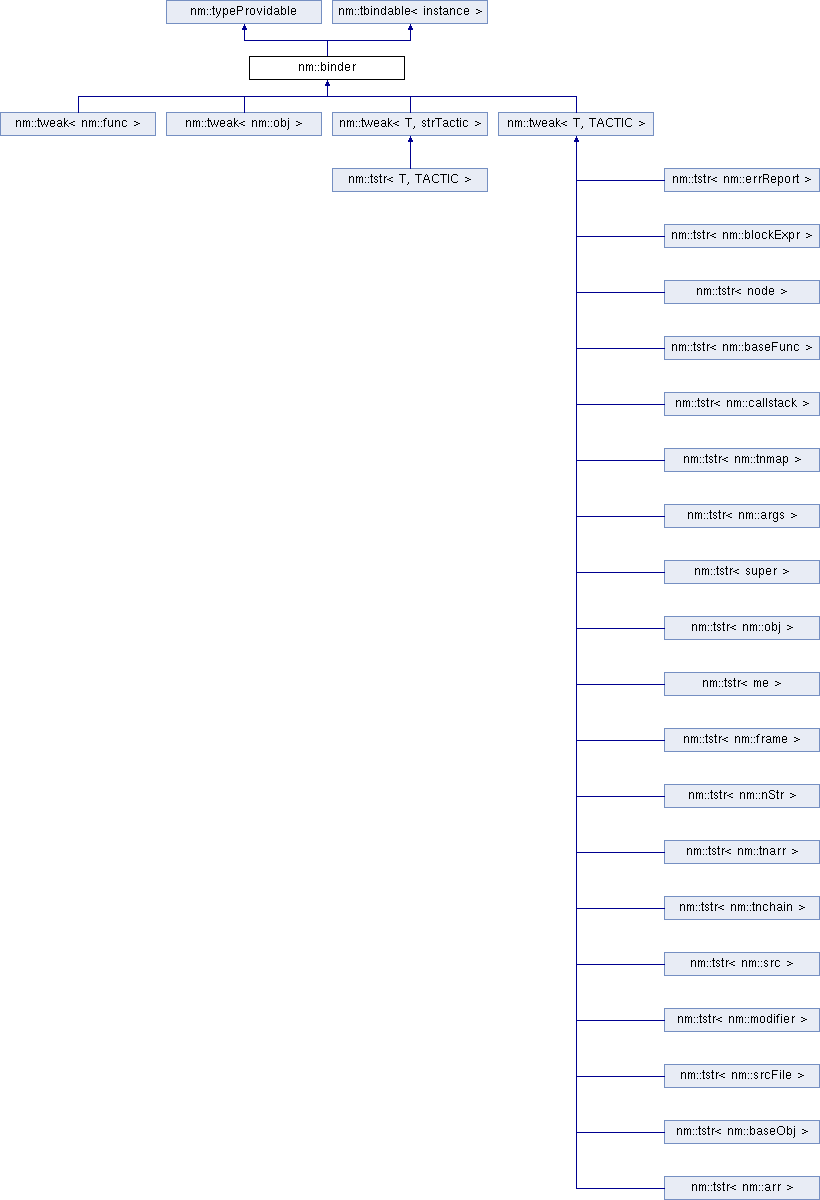 nm::typeProvidable
nm::tbindable< instance >
nm::binder
nm::tweak< nm::func >
nm::tweak< nm::obj >
nm::tweak< T, strTactic >
nm::tweak< T, TACTIC >
nm::tstr< T, TACTIC >
nm::tstr< nm::errReport >
nm::tstr< nm::blockExpr >
nm::tstr< node >
nm::tstr< nm::baseFunc >
nm::tstr< nm::callstack >
nm::tstr< nm::tnmap >
nm::tstr< nm::args >
nm::tstr< super >
nm::tstr< nm::obj >
nm::tstr< me >
nm::tstr< nm::frame >
nm::tstr< nm::nStr >
nm::tstr< nm::tnarr >
nm::tstr< nm::tnchain >
nm::tstr< nm::src >
nm::tstr< nm::modifier >
nm::tstr< nm::srcFile >
nm::tstr< nm::baseObj >
nm::tstr< nm::arr >